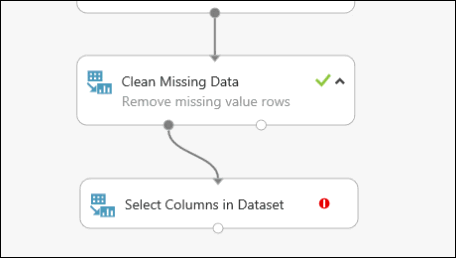 Clean Missing Data
Remove missing value rows
Select Columns in Dataset